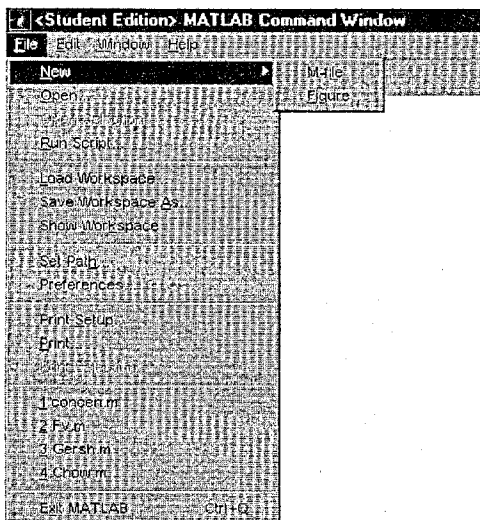 <Student Edition> MATLAB Command Window
File Edit Window Help
New
M-file
Figure
Open...
Run Script...
Load Workspace...
Save Workspace As...
Show Workspace
Set Path...
Preferences...
Print Setup...
Print...
1 concen.m
2 Fv.m
3 Gersh.m
4 Chow.m
Exit MATLAB Ctrl+Q